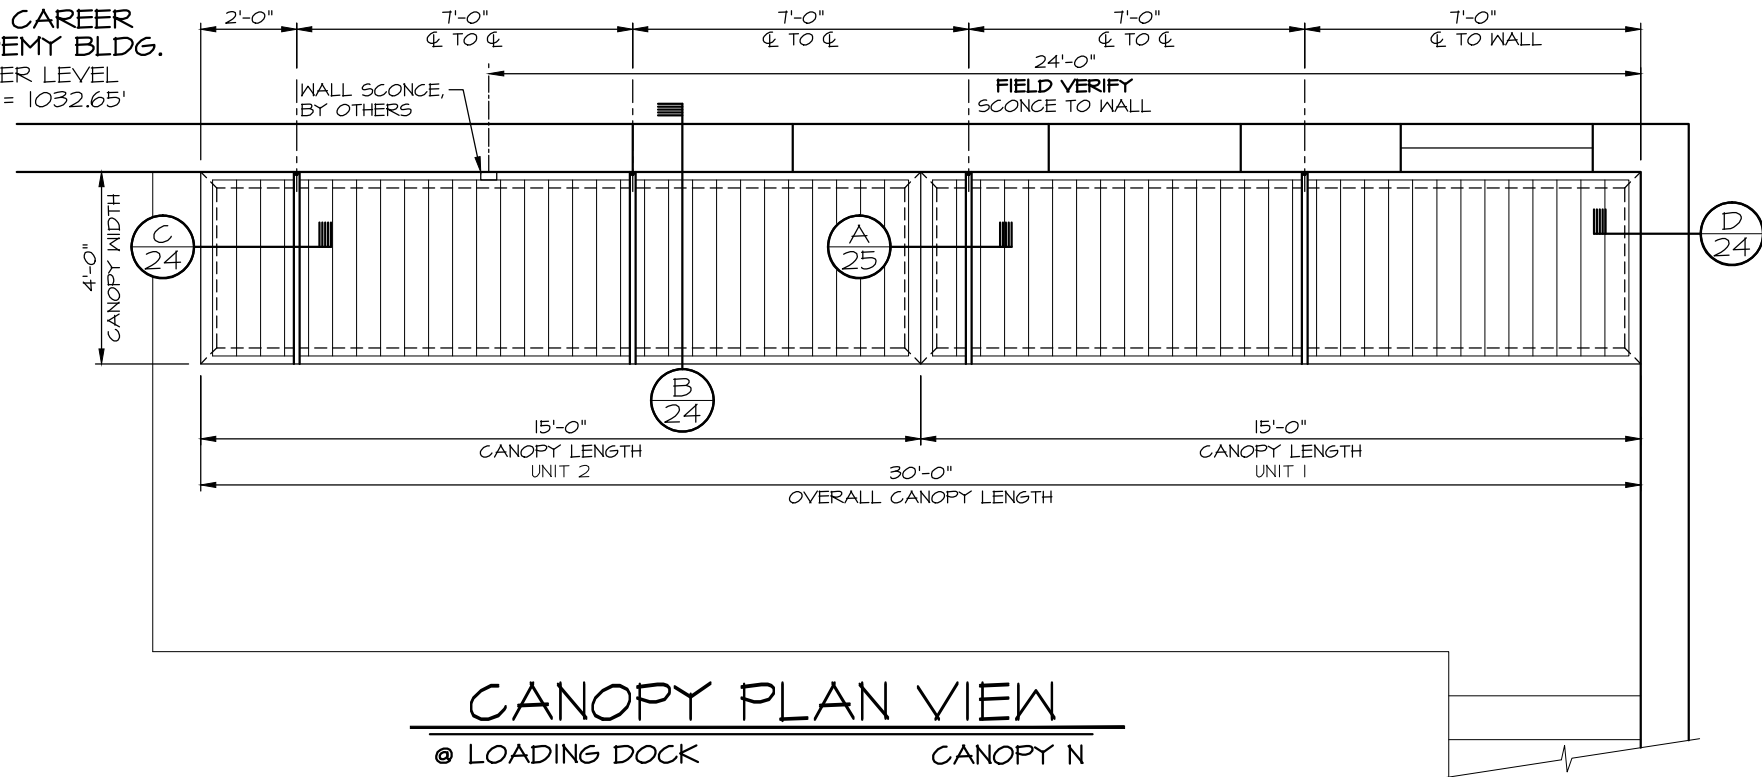 CAREER
EMY BLDG.
ER LEVEL
= 1032.65'
2'-0" 7'-0" 7'-0" 7'-0" 7'-0"
℄ TO ℄ ℄ TO ℄ ℄ TO ℄ ℄ TO WALL
24'-0"
FIELD VERIFY
SCONCE TO WALL
WALL SCONCE,
BY OTHERS
4'-0"
CANOPY WIDTH
C
24
A
25
D
24
B
24
15'-0" 15'-0"
CANOPY LENGTH CANOPY LENGTH
UNIT 2 UNIT 1
30'-0"
OVERALL CANOPY LENGTH
CANOPY PLAN VIEW
@ LOADING DOCK CANOPY N